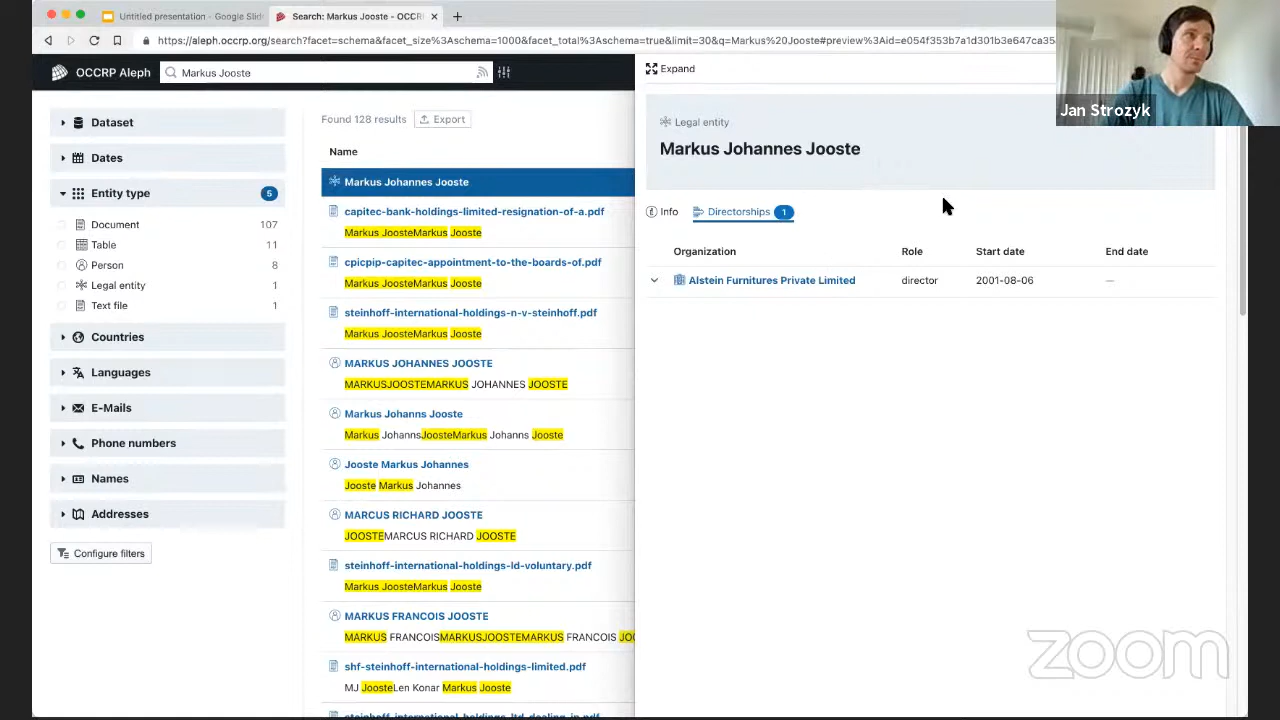 Untitled presentation - Google Slid
Search: Markus Jooste - OCCRP
https://aleph.occrp.org/search?facet=schema&facet_size%3Aschema=1000&facet_total%3Aschema=true&limit=30&q=Markus%20Jooste#preview%3Aid=e054f353b7a1d301b3e647ca35
OCCRP Aleph
Markus Jooste
Expand
Jan Strozyk
Dataset
Dates
Entity type 5
Document 107
Table 11
Person 8
Legal entity 1
Text file 1
Countries
Languages
E-Mails
Phone numbers
Names
Addresses
Configure filters
Found 128 results
Export
Name
Markus Johannes Jooste
capitec-bank-holdings-limited-resignation-of-a.pdf
Markus JoosteMarkus Jooste
cpicpip-capitec-appointment-to-the-boards-of.pdf
Markus JoosteMarkus Jooste
steinhoff-international-holdings-n-v-steinhoff.pdf
Markus JoosteMarkus Jooste
MARKUS JOHANNES JOOSTE
MARKUSJOOSTEMARKUS JOHANNES JOOSTE
Markus Johanns Jooste
Markus JohannsJoosteMarkus Johanns Jooste
Jooste Markus Johannes
Jooste Markus Johannes
MARCUS RICHARD JOOSTE
JOOSTEMARCUS RICHARD JOOSTE
steinhoff-international-holdings-ld-voluntary.pdf
Markus JoosteMarkus Jooste
MARKUS FRANCOIS JOOSTE
MARKUS FRANCOISMARKUSJOOSTEMARKUS FRANCOIS JOO
shf-steinhoff-international-holdings-limited.pdf
MJ JoosteLen Konar Markus Jooste
steinhoff-international-holdings-ltd-dealing-in.pdf
Legal entity
Markus Johannes Jooste
Info
Directorships 1
Organization Role Start date End date
Alstein Furnitures Private Limited director 2001-08-06 —
zoom